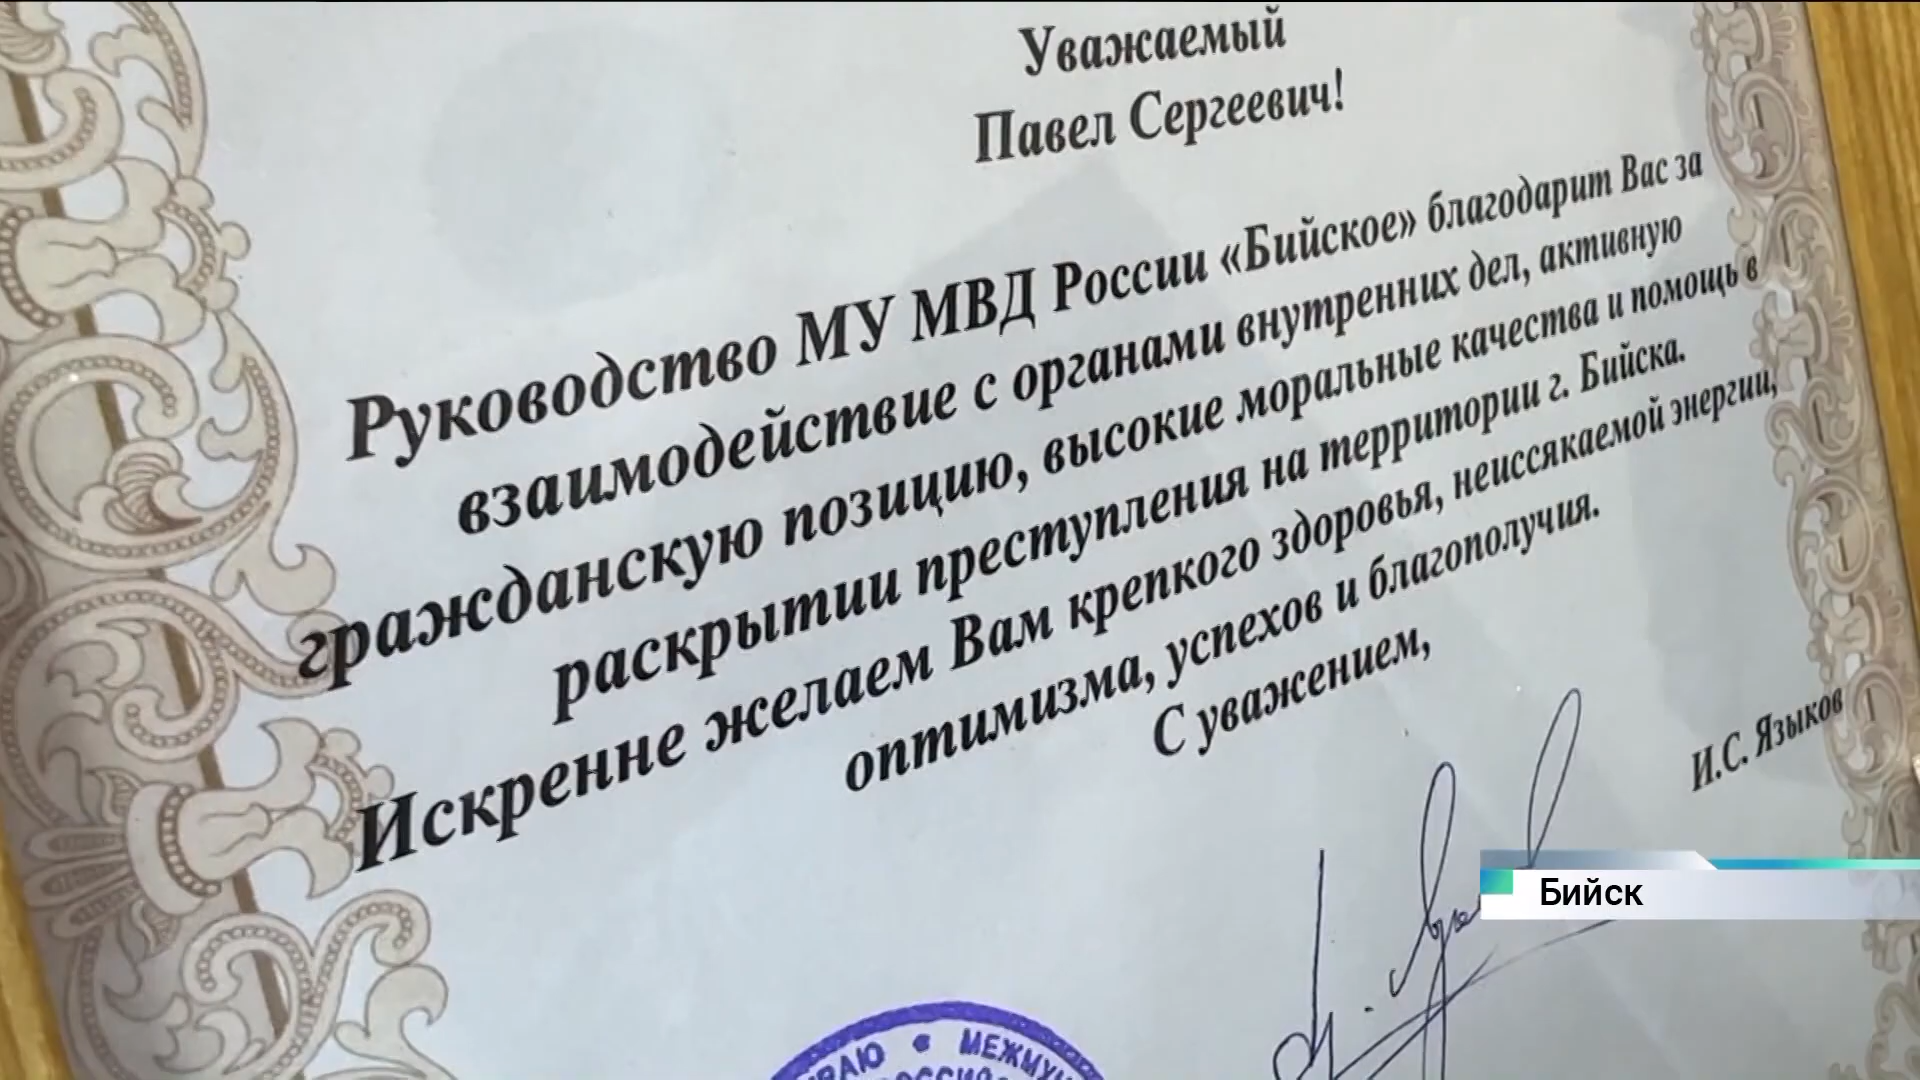 Уважаемый
Павел Сергеевич!
Руководство МУ МВД России «Бийское» благодарит Вас за
взаимодействие с органами внутренних дел, активную
гражданскую позицию, высокие моральные качества и помощь в
раскрытии преступления на территории г. Бийска.
Искренне желаем Вам крепкого здоровья, неиссякаемой энергии,
оптимизма, успехов и благополучия.
С уважением,
И.С. Языков
Бийск